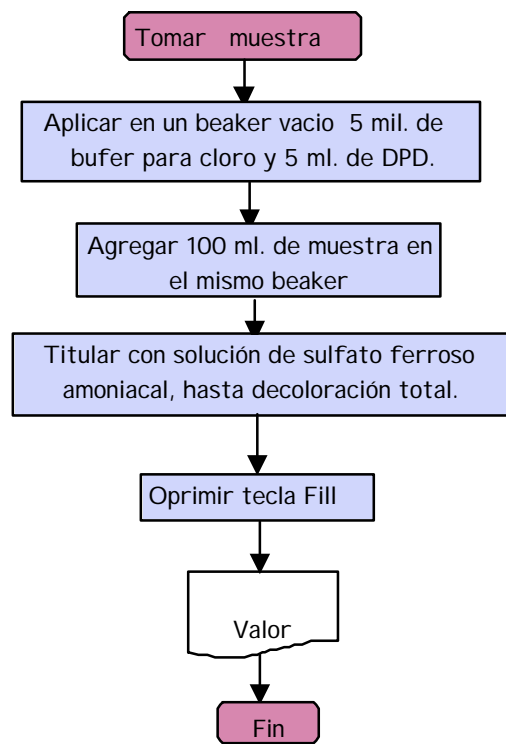 Tomar muestra
Aplicar en un beaker vacio 5 mil. de
bufer para cloro y 5 ml. de DPD.
Agregar 100 ml. de muestra en
el mismo beaker
Titular con solución de sulfato ferroso
amoniacal, hasta decoloración total.
Oprimir tecla Fill
Valor
Fin